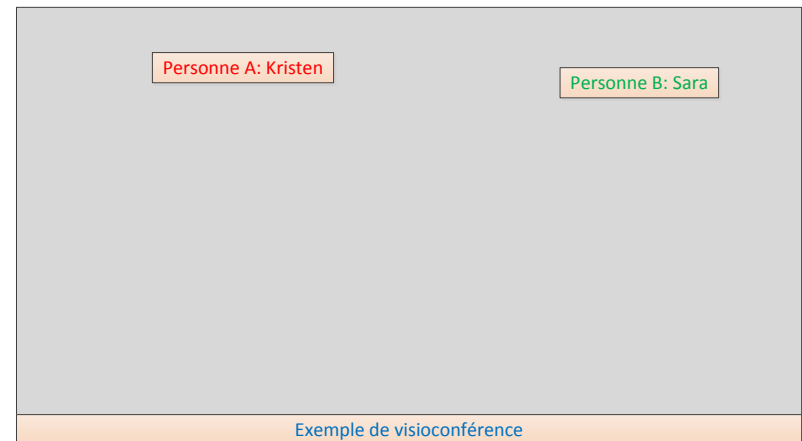 Personne A: Kristen
Personne B: Sara
Exemple de visioconférence